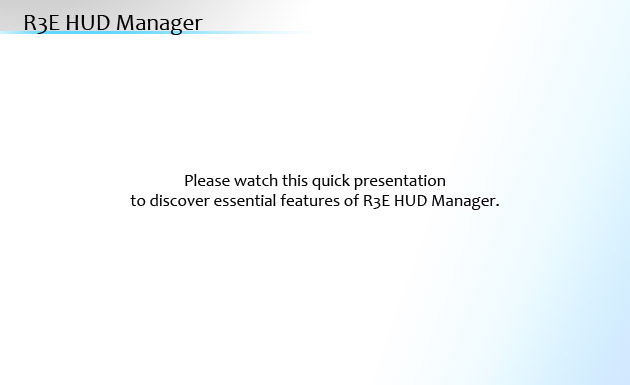 R3E HUD Manager
Please watch this quick presentation
to discover essential features of R3E HUD Manager.